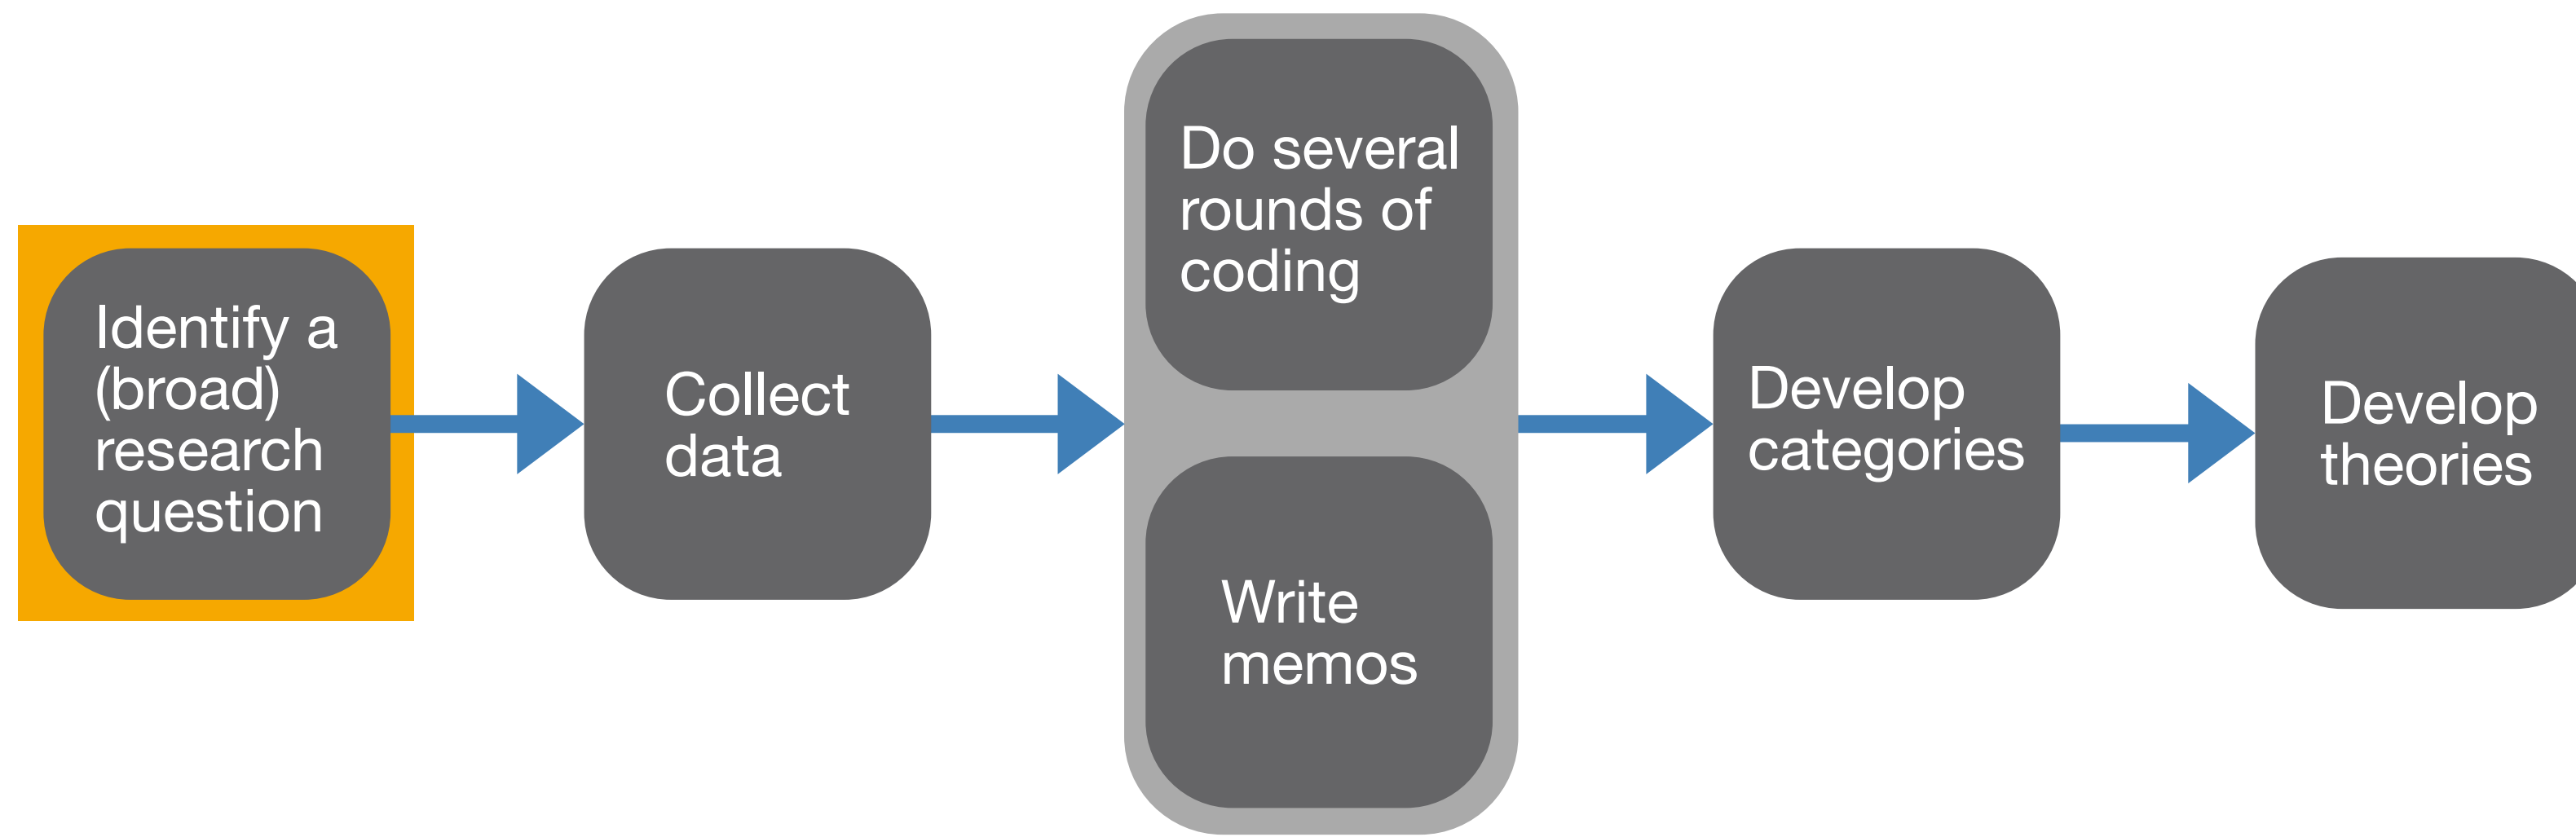 Identify a
(broad)
research
question
Collect
data
Do several
rounds of
coding
Write
memos
Develop
categories
Develop
theories